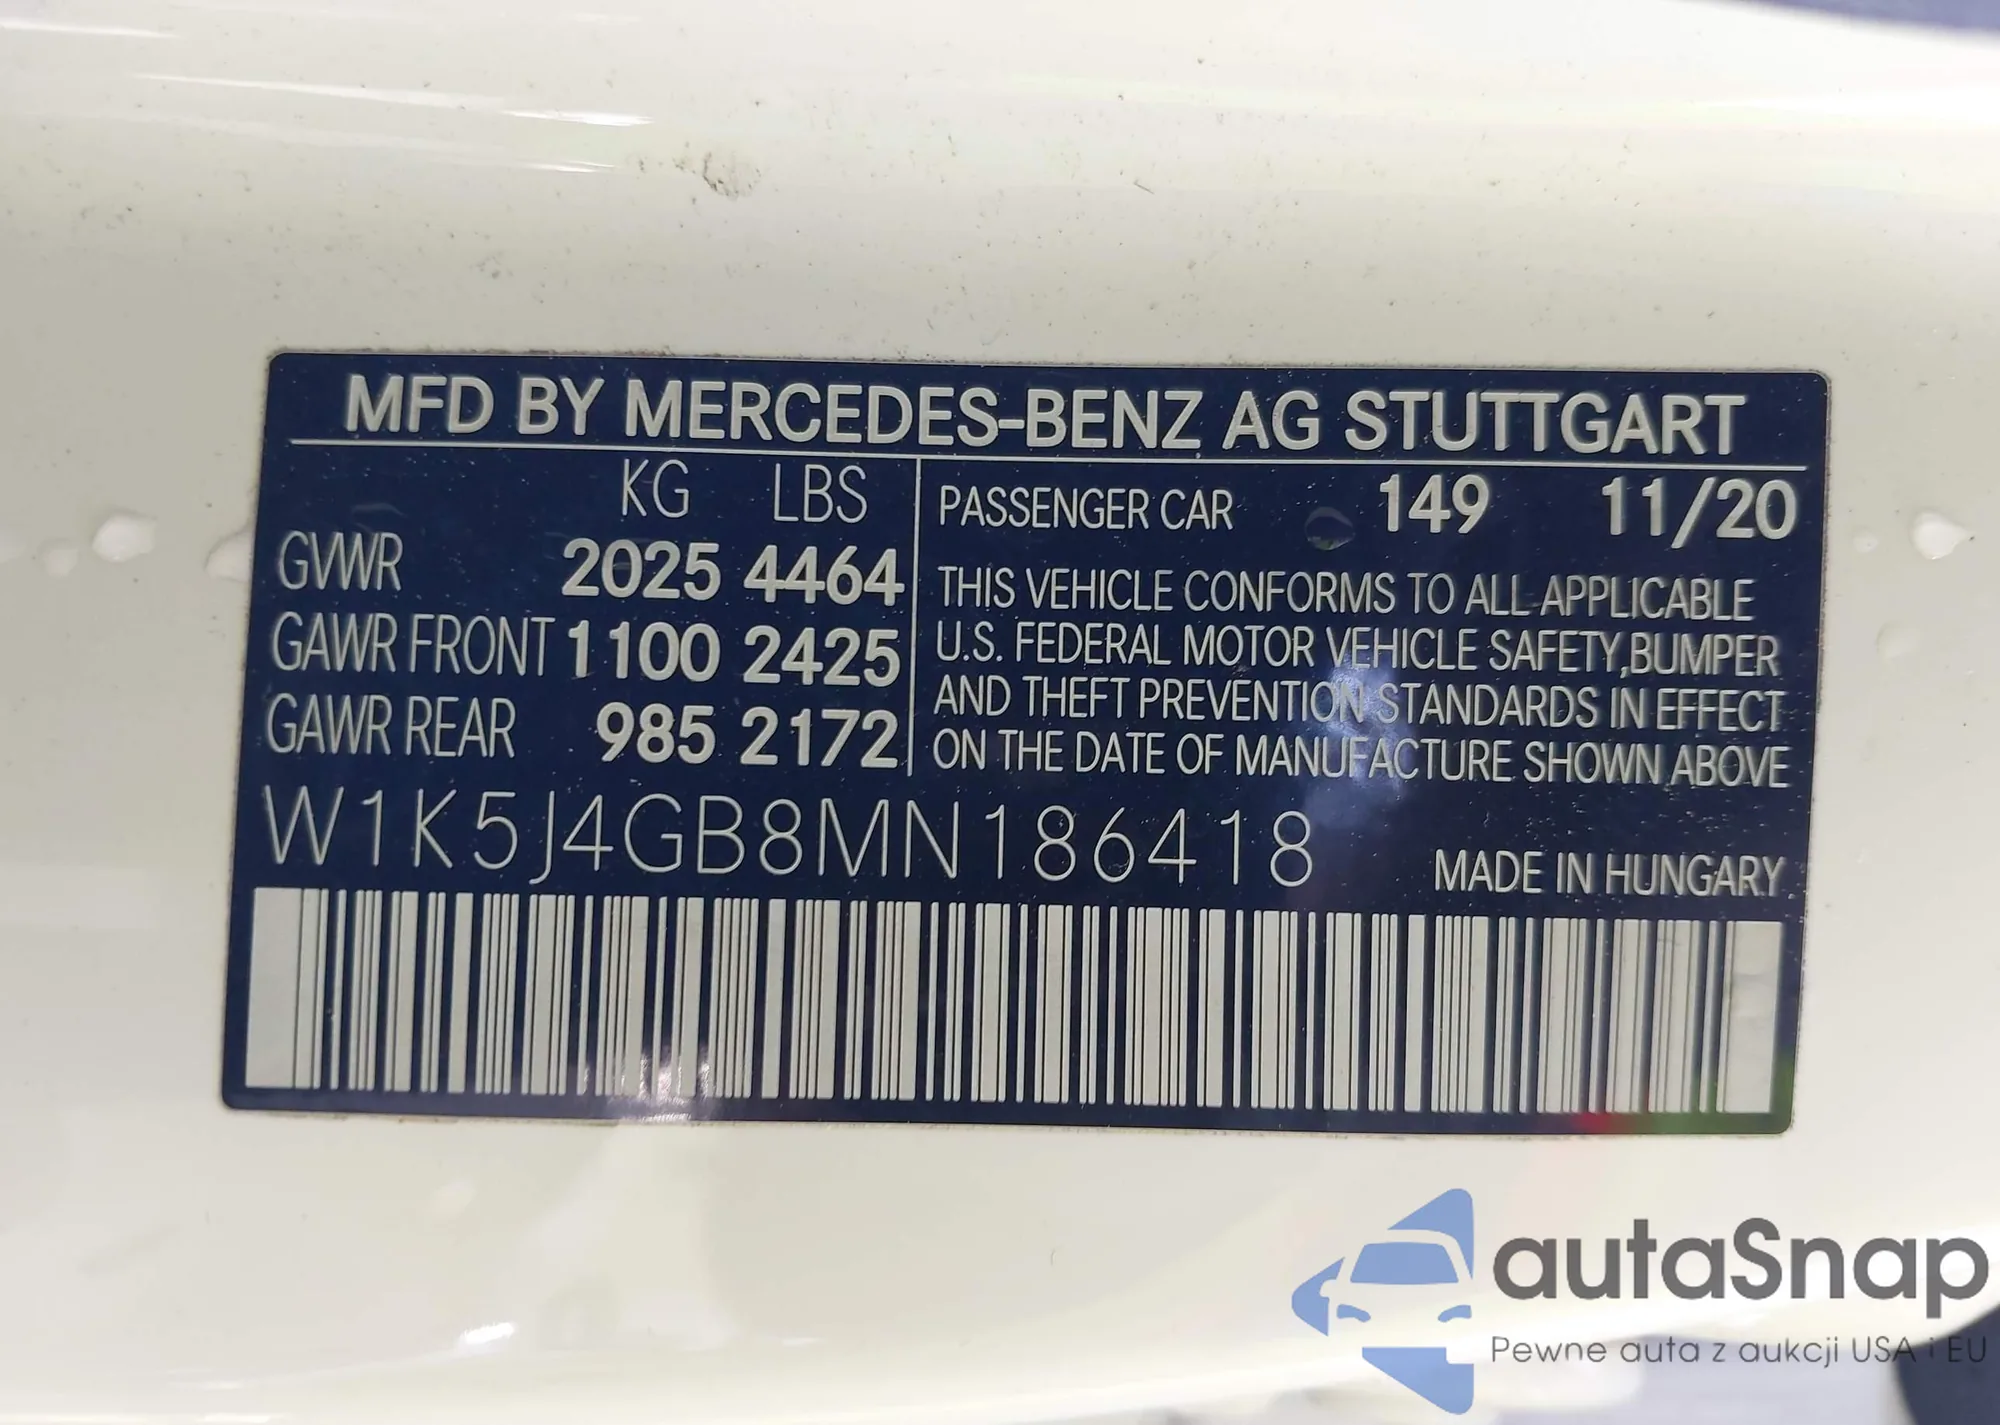 MFD BY MERCEDES-BENZ AG STUTTGART
KG LBS
GVWR 2025 4464
GAWR FRONT 1100 2425
GAWR REAR 985 2172
PASSENGER CAR 149 11/20
THIS VEHICLE CONFORMS TO ALL APPLICABLE
U.S. FEDERAL MOTOR VEHICLE SAFETY,BUMPER
AND THEFT PREVENTION STANDARDS IN EFFECT
ON THE DATE OF MANUFACTURE SHOWN ABOVE
W1K5J4GB8MN186418
MADE IN HUNGARY
autaSnap
Pewne auta z aukcji USA i EU